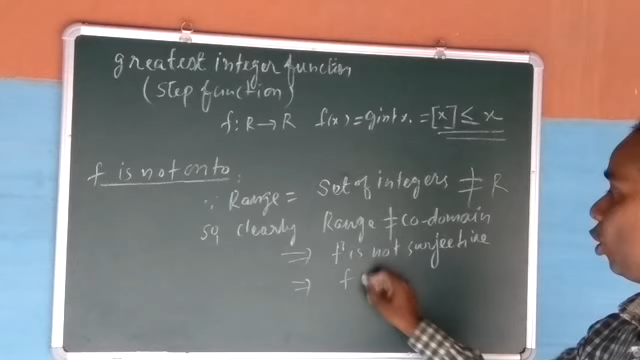 greatest integer function
(step function)
f: R → R f(x) = gint x. = [x] ≤ x
f is not onto:
∵ Range = Set of integers ≠ R
so clearly Range ≠ co-domain
⇒ f is not surjective
⇒ f